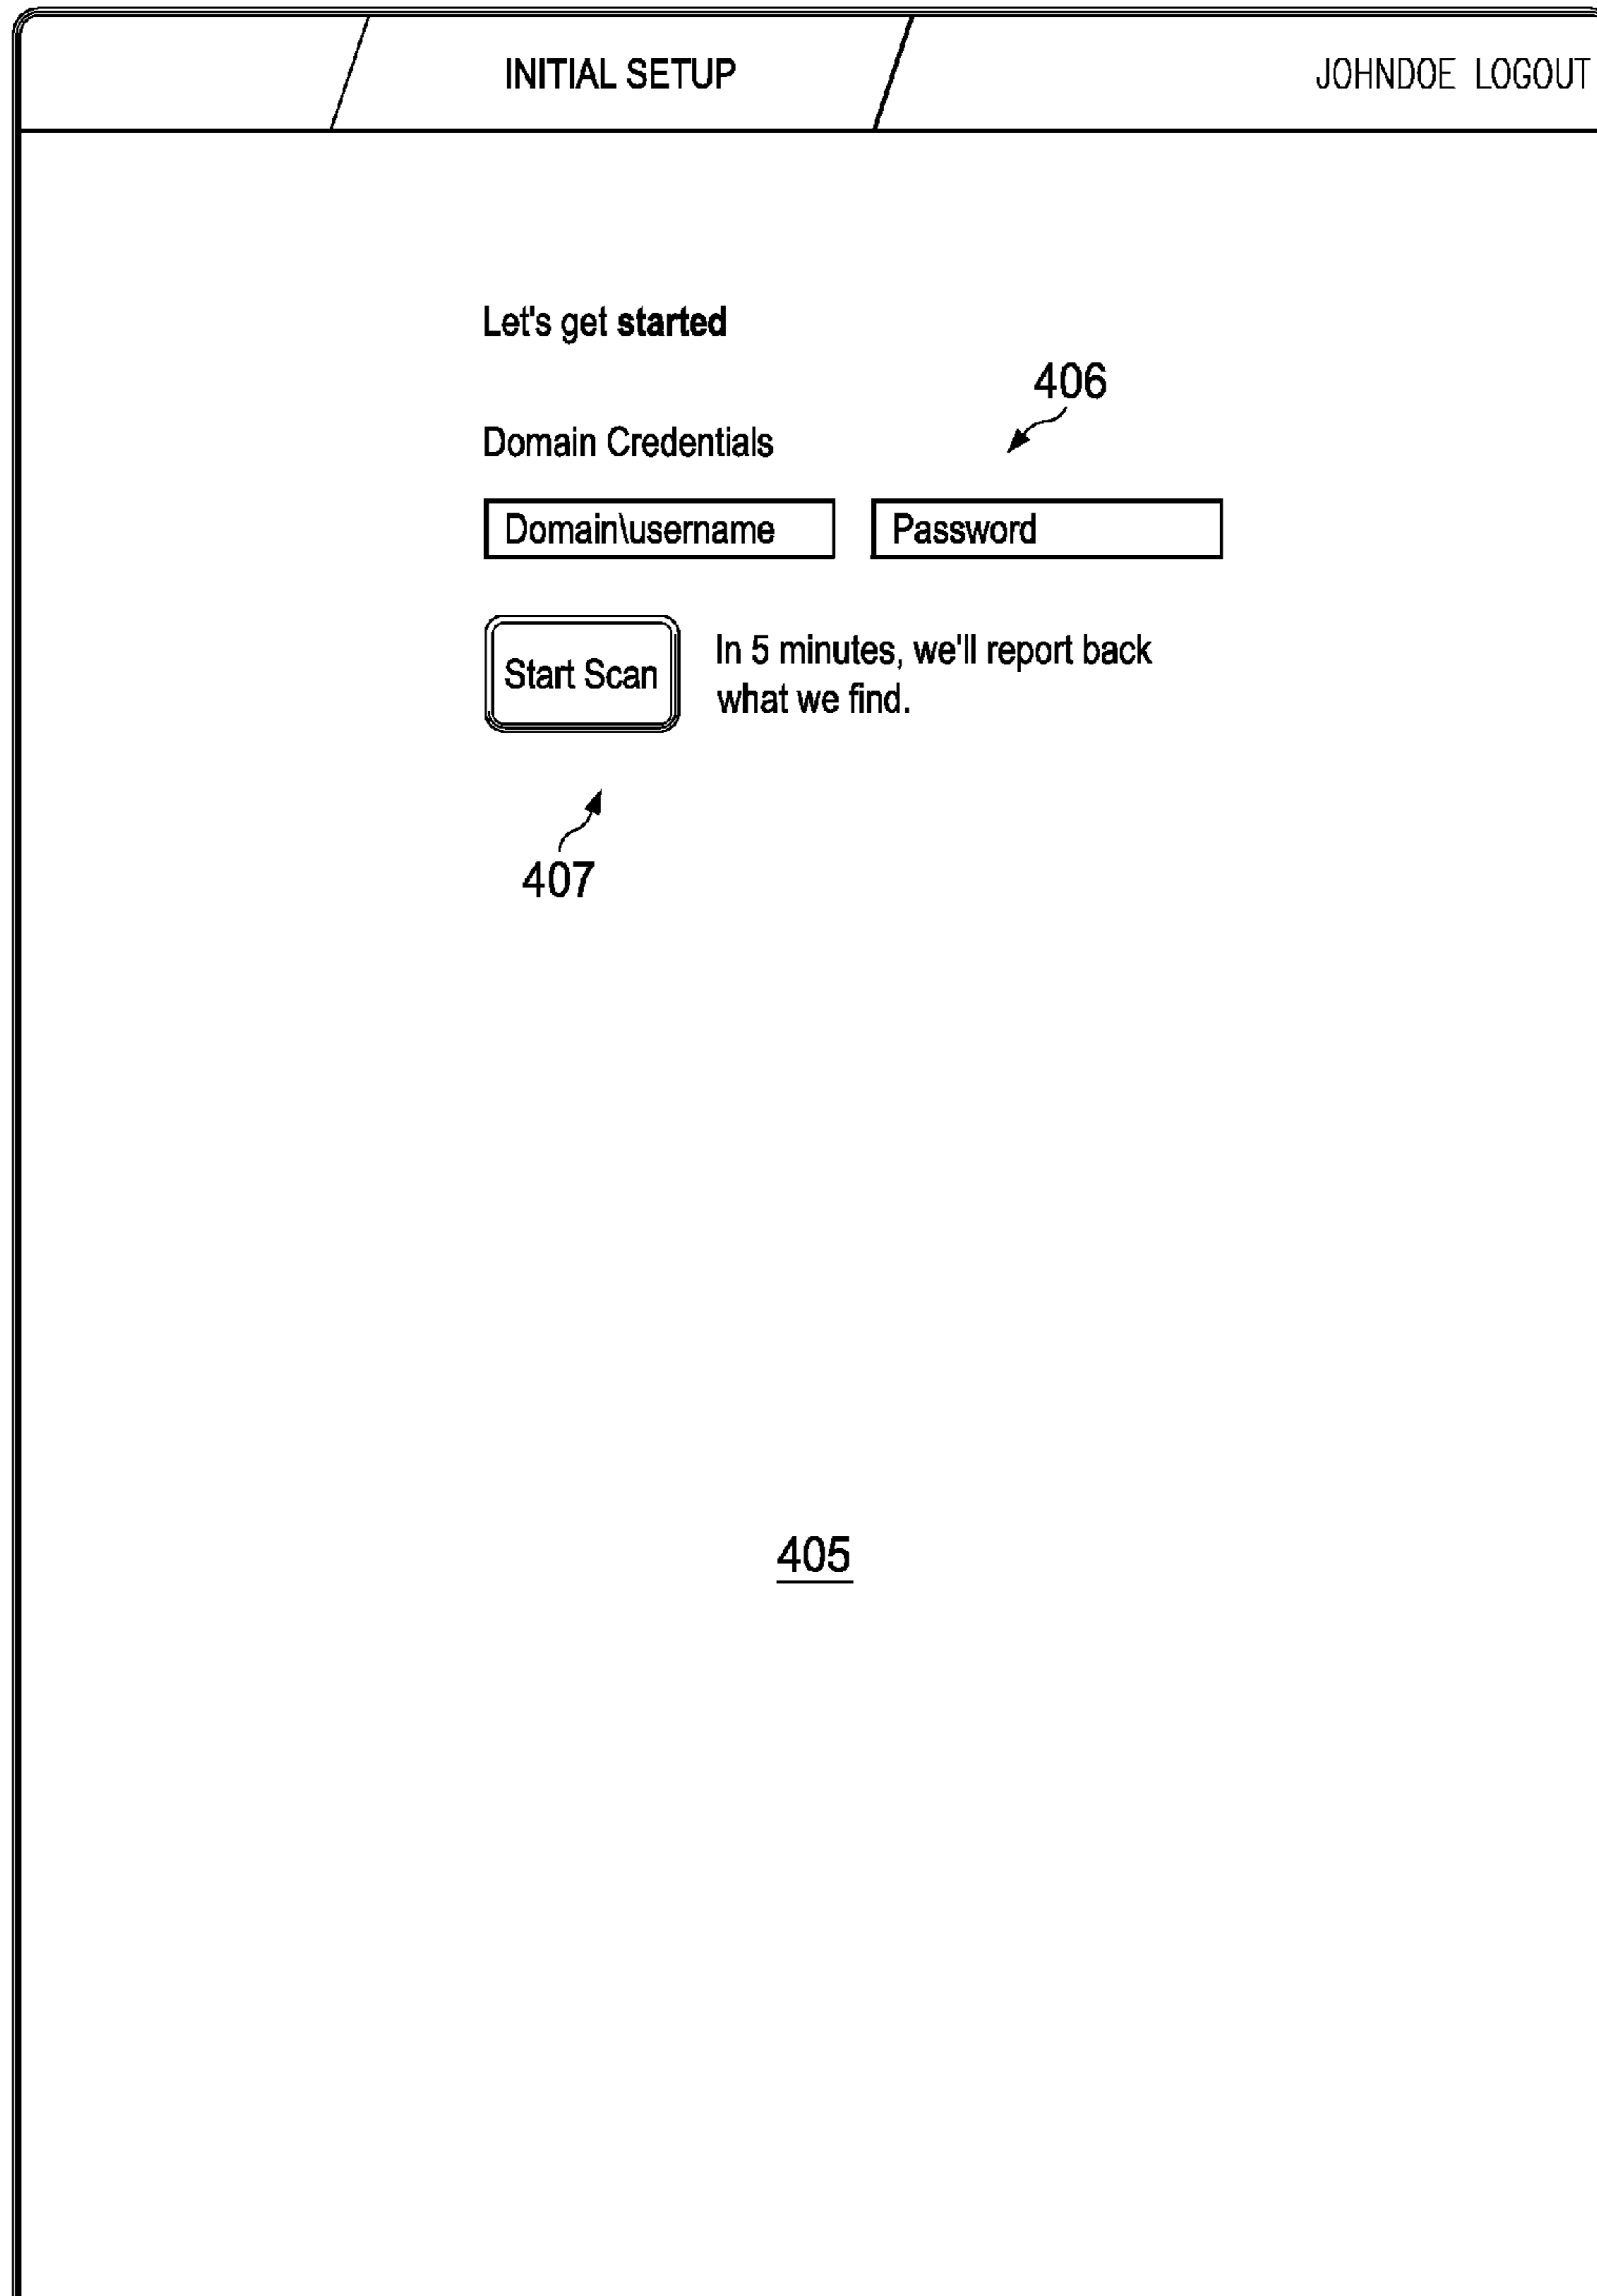 INITIAL SETUP JOHNDOE LOGOUT
Let's get started
406
Domain Credentials
Domain\username Password
Start Scan In 5 minutes, we'll report back
what we find.
407
405